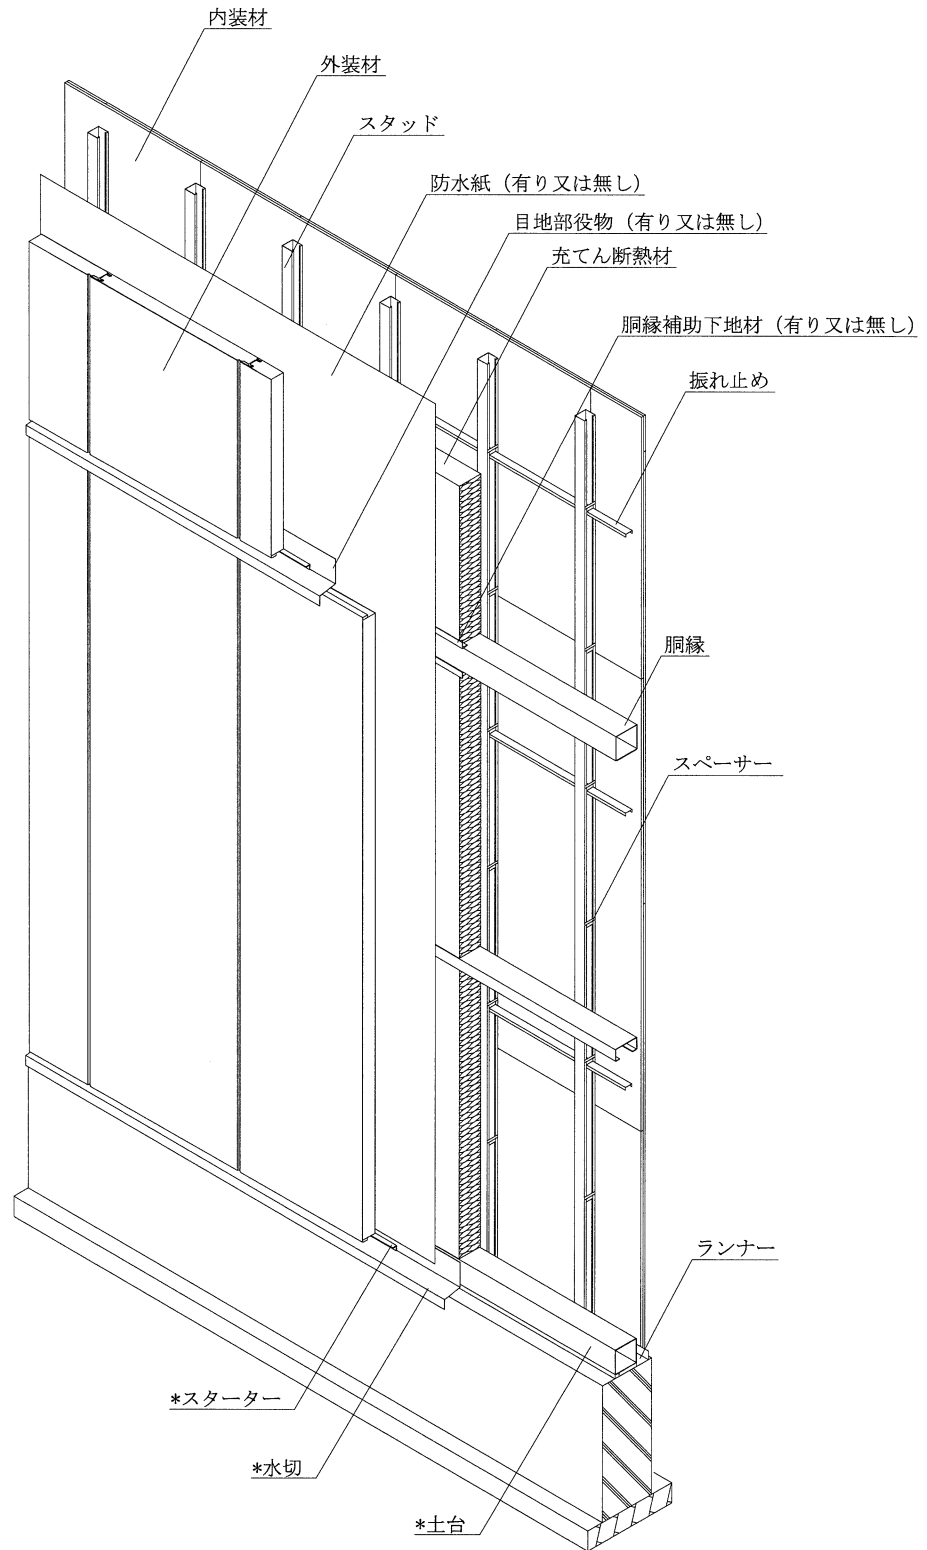 内装材
外装材
スタッド
防水紙（有り又は無し）
目地部役物（有り又は無し）
充てん断熱材
胴縁補助下地材（有り又は無し）
振れ止め
胴縁
スペーサー
ランナー
*スターター
*水切
*土台